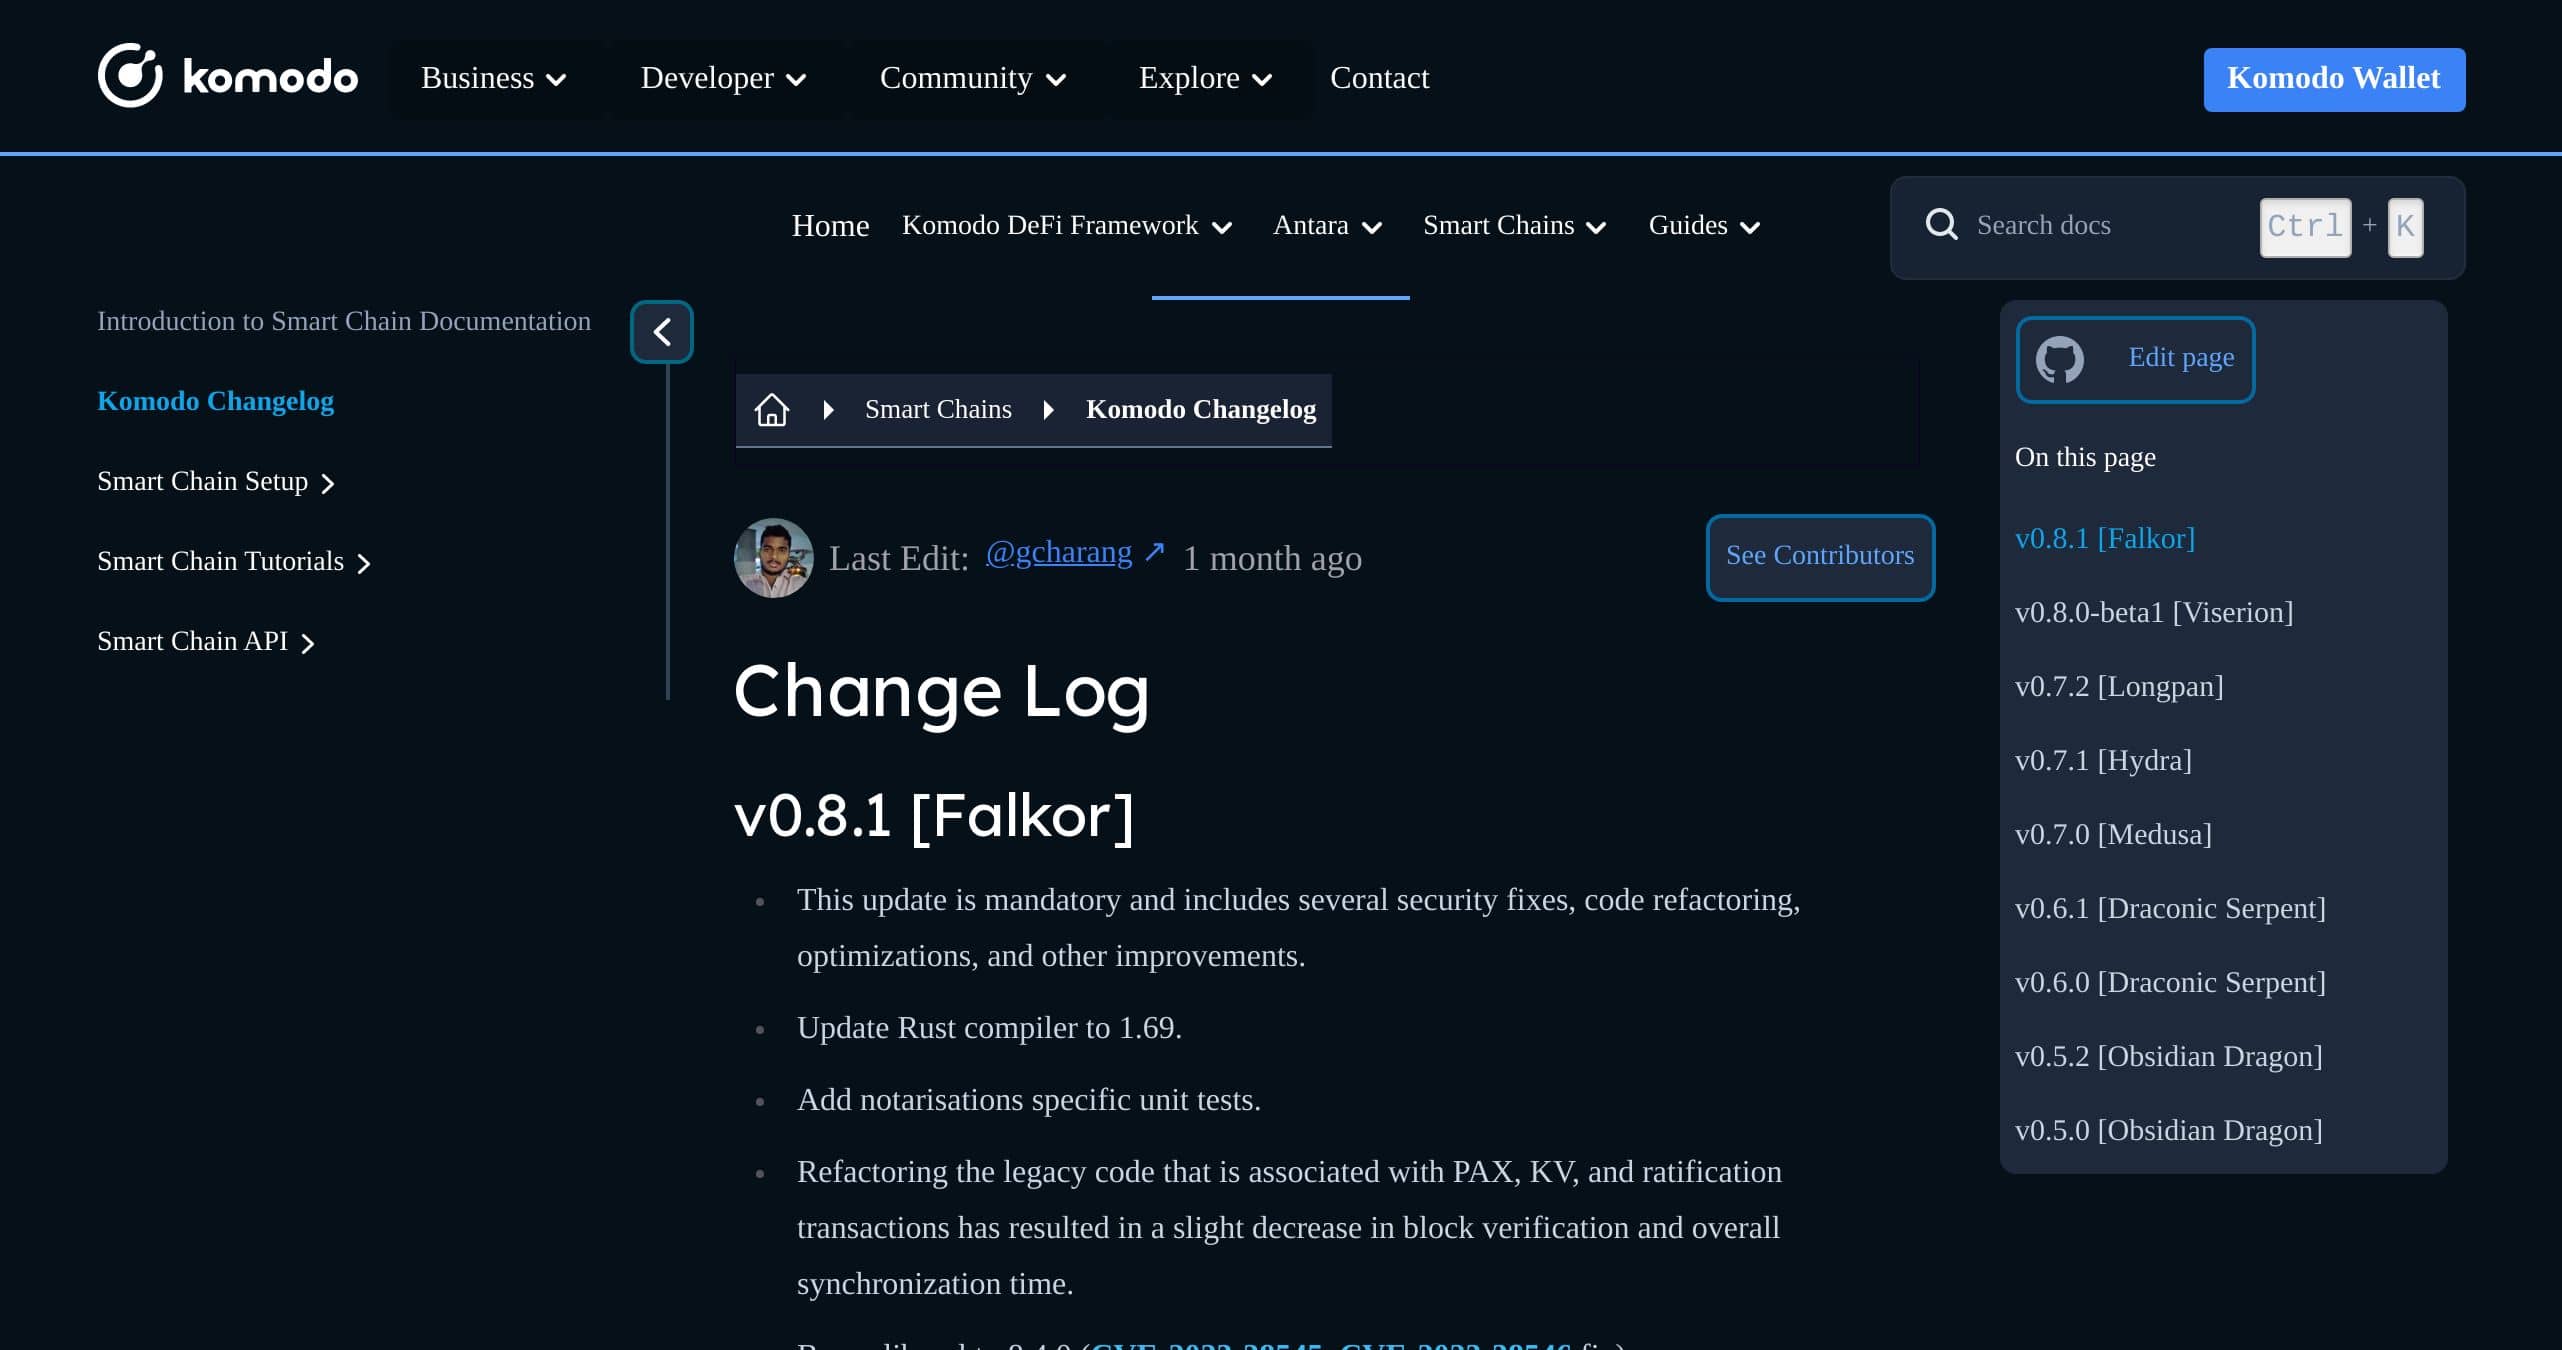 komodo
Business
Developer
Community
Explore
Contact
Komodo Wallet
Home
Komodo DeFi Framework
Antara
Smart Chains
Guides
Search docs
Ctrl + K
Introduction to Smart Chain Documentation
Komodo Changelog
Smart Chain Setup
Smart Chain Tutorials
Smart Chain API
Smart Chains
Komodo Changelog
Last Edit: @gcharang ↗ 1 month ago
See Contributors
Change Log
v0.8.1 [Falkor]
• This update is mandatory and includes several security fixes, code refactoring,
optimizations, and other improvements.
• Update Rust compiler to 1.69.
• Add notarisations specific unit tests.
• Refactoring the legacy code that is associated with PAX, KV, and ratification
transactions has resulted in a slight decrease in block verification and overall
synchronization time.
Edit page
On this page
v0.8.1 [Falkor]
v0.8.0-beta1 [Viserion]
v0.7.2 [Longpan]
v0.7.1 [Hydra]
v0.7.0 [Medusa]
v0.6.1 [Draconic Serpent]
v0.6.0 [Draconic Serpent]
v0.5.2 [Obsidian Dragon]
v0.5.0 [Obsidian Dragon]